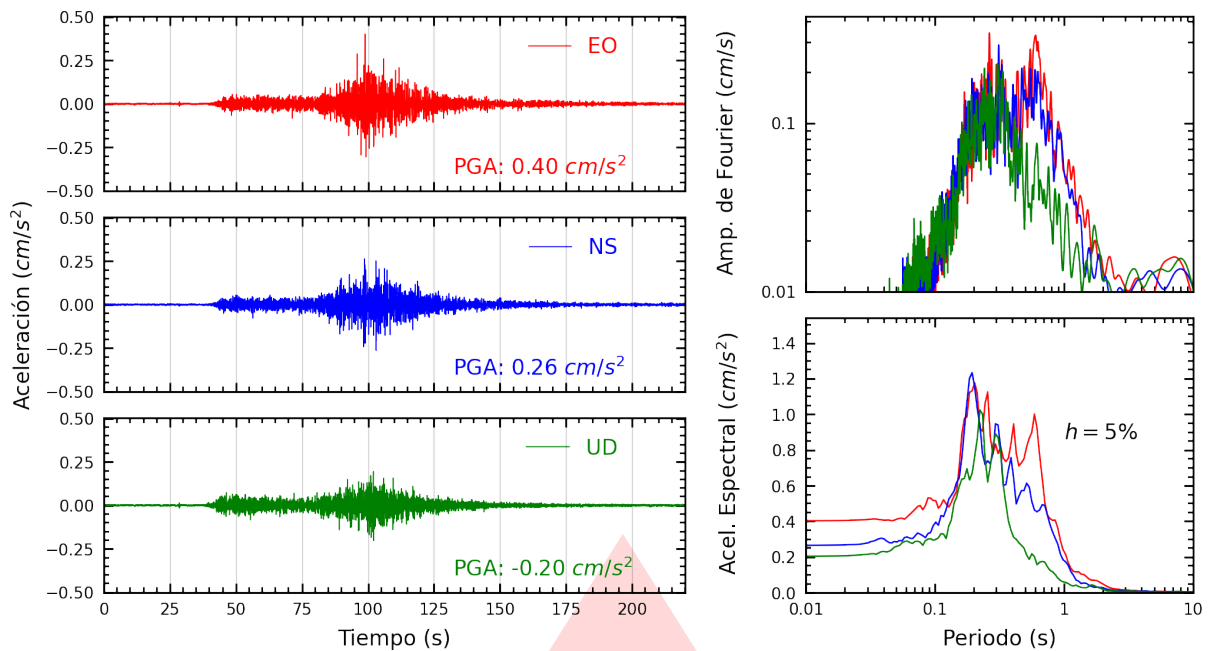 Aceleración (cm/s²)
0.50
0.25
0.00
−0.25
−0.50
EO
PGA: 0.40 cm/s²
0.50
0.25
0.00
−0.25
−0.50
NS
PGA: 0.26 cm/s²
0.50
0.25
0.00
−0.25
−0.50
UD
PGA: -0.20 cm/s²
0 25 50 75 100 125 150 175 200
Tiempo (s)
Amp. de Fourier (cm/s)
0.1
0.01
Acel. Espectral (cm/s²)
1.4
1.2
1.0
0.8
0.6
0.4
0.2
0.0
h = 5%
0.01 0.1 1 10
Periodo (s)